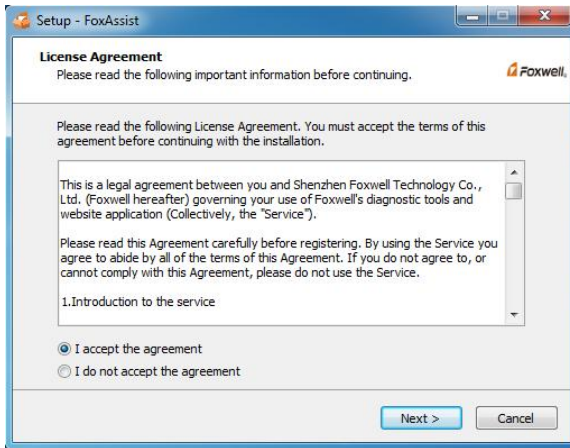 Setup - FoxAssist
License Agreement
Please read the following important information before continuing.
Foxwell.
Please read the following License Agreement. You must accept the terms of this
agreement before continuing with the installation.
This is a legal agreement between you and Shenzhen Foxwell Technology Co.,
Ltd. (Foxwell hereafter) governing your use of Foxwell's diagnostic tools and
website application (Collectively, the "Service").
Please read this Agreement carefully before registering. By using the Service you
agree to abide by all of the terms of this Agreement. If you do not agree to, or
cannot comply with this Agreement, please do not use the Service.
1.Introduction to the service
I accept the agreement
I do not accept the agreement
Next >
Cancel